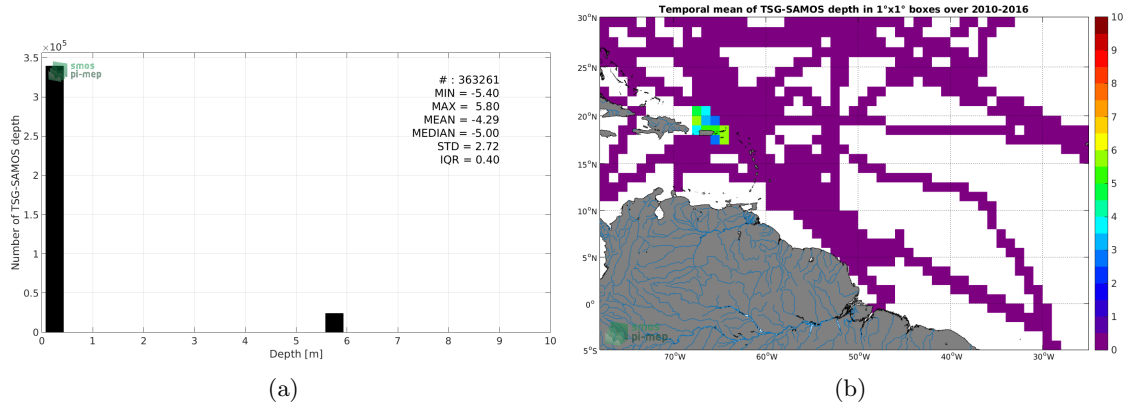 ×10⁵
3.5
3
2.5
2
1.5
1
0.5
0
Number of TSG-SAMOS depth
smos
pi-mep
# : 363261
MIN = -5.40
MAX = 5.80
MEAN = -4.29
MEDIAN = -5.00
STD = 2.72
IQR = 0.40
0 1 2 3 4 5 6 7 8 9 10
Depth [m]
(a)
Temporal mean of TSG-SAMOS depth in 1°x1° boxes over 2010-2016
30°N
25°N
20°N
15°N
10°N
5°N
0°
5°S
smos
pi-mep
70°W 60°W 50°W 40°W 30°W
10
9
8
7
6
5
4
3
2
1
0
(b)